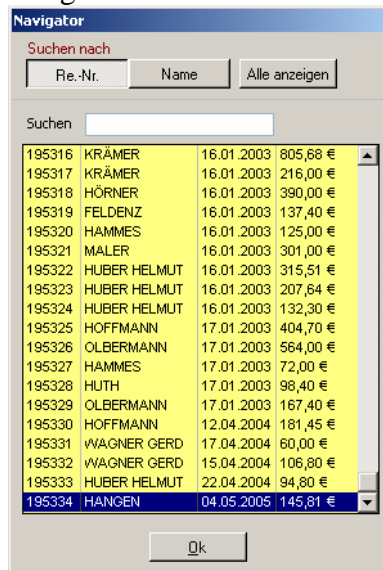 Navigator
Suchen nach
Re.-Nr. Name Alle anzeigen
Suchen
195316 KRÄMER 16.01.2003 805,68 €
195317 KRÄMER 16.01.2003 216,00 €
195318 HÖRNER 16.01.2003 390,00 €
195319 FELDENZ 16.01.2003 137,40 €
195320 HAMMES 16.01.2003 125,00 €
195321 MALER 16.01.2003 301,00 €
195322 HUBER HELMUT 16.01.2003 315,51 €
195323 HUBER HELMUT 16.01.2003 207,64 €
195324 HUBER HELMUT 16.01.2003 132,30 €
195325 HOFFMANN 17.01.2003 404,70 €
195326 OLBERMANN 17.01.2003 564,00 €
195327 HAMMES 17.01.2003 72,00 €
195328 HUTH 17.01.2003 98,40 €
195329 OLBERMANN 17.01.2003 167,40 €
195330 HOFFMANN 12.04.2004 181,45 €
195331 WAGNER GERD 17.04.2004 60,00 €
195332 WAGNER GERD 15.04.2004 106,80 €
195333 HUBER HELMUT 22.04.2004 94,80 €
195334 HANGEN 04.05.2005 145,81 €
Ok